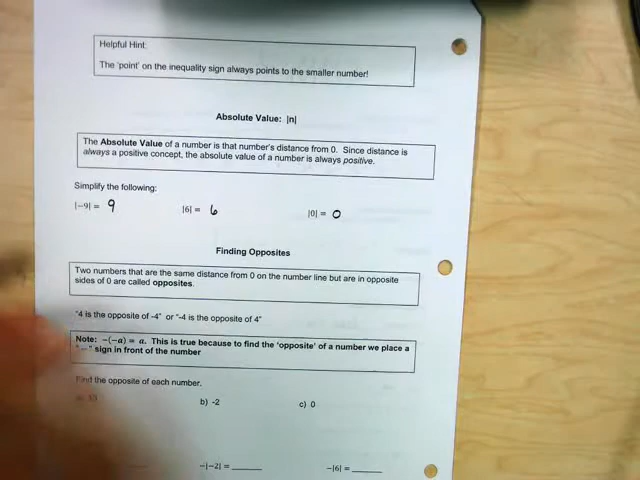 Helpful Hint:
The 'point' on the inequality sign always points to the smaller number!
Absolute Value: |n|
The Absolute Value of a number is that number's distance from 0. Since distance is
always a positive concept, the absolute value of a number is always positive.
Simplify the following:
|−9| = 9 |6| = 6 |0| = 0
Finding Opposites
Two numbers that are the same distance from 0 on the number line but are in opposite
sides of 0 are called opposites.
"4 is the opposite of -4" or "-4 is the opposite of 4"
Note: −(−a) = a. This is true because to find the 'opposite' of a number we place a
"−" sign in front of the number
Find the opposite of each number.
b) -2 c) 0
−|−2| = ______ −|6| = ______